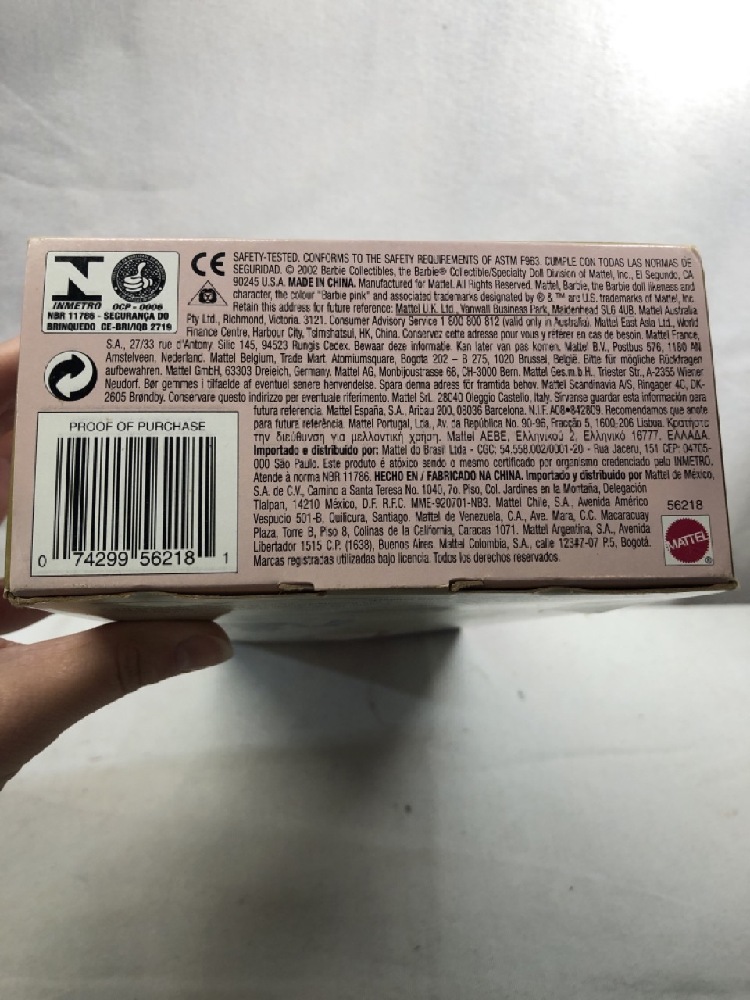 INMETRO OCP - 0006
NBR 11786 - SEGURANÇA DO
BRINQUEDO CE-BRI/IQB 2719
CE
SAFETY-TESTED. CONFORMS TO THE SAFETY REQUIREMENTS OF ASTM F963. CUMPLE CON TODAS LAS NORMAS DE
SEGURIDAD. © 2002 Barbie Collectibles, the Barbie® Collectible/Specialty Doll Division of Mattel, Inc., El Segundo, CA
90245 U.S.A. MADE IN CHINA. Manufactured for Mattel. All Rights Reserved. Mattel, Barbie, the Barbie doll likeness and
character, the colour "Barbie pink" and associated trademarks designated by ® & ™ are U.S. trademarks of Mattel, Inc.
Retain this address for future reference: Mattel U.K. Ltd., Vanwall Business Park, Maidenhead SL6 4UB. Mattel Australia
Pty Ltd., Richmond, Victoria. 3121. Consumer Advisory Service 1 800 800 812 (valid only in Australia). Mattel East Asia Ltd., World
Finance Centre, Harbour City, Tsimshatsui, HK, China. Conservez cette adresse pour vous y référer en cas de besoin. Mattel France,
S.A., 27/33 rue d'Antony. Silic 145, 94523 Rungis Cedex. Bewaar deze informatie. Kan later van pas komen. Mattel B.V., Postbus 576, 1180 AN
Amstelveen. Nederland. Mattel Belgium, Trade Mart. Atomiumsquare, Bogota 202 - B 275, 1020 Brussel, België. Bitte für mögliche Rückfragen
aufbewahren. Mattel GmbH, 63303 Dreieich, Germany. Mattel AG, Monbijoustrasse 68, CH-3000 Bern. Mattel Ges.m.b.H. Triester Str., A-2355 Wiener
Neudorf. Bør gemmes i tilfælde af eventuel senere henvendelse. Spara denna adress för framtida behov. Mattel Scandinavia A/S, Ringager 4C, DK-
2605 Brøndby. Conservare questo indirizzo per eventuale riferimento. Mattel Srl. 28040 Oleggio Castello, Italy. Sírvanse guardar esta información para
futura referencia. Mattel España, S.A., Aribau 200, 08036 Barcelona. N.I.F. A08-842809. Recomendamos que anote
para futura referência. Mattel Portugal, Lda., Av. da República No. 90-96, Fracção 5, 1600-206 Lisboa. Κρατήστε
την διεύθυνση για μελλοντική χρήση. Mattel AEBE, Ελληνικού 2, Ελληνικό 16777, ΕΛΛΑΔΑ.
Importado e distribuido por: Mattel do Brasil Ltda - CGC: 54.558.002/0001-20 - Rua Jaceru, 151 CEP: 04705-
000 São Paulo. Este produto é atóxico sendo o mesmo certificado por organismo credenciado pelo INMETRO.
Atende à norma NBR 11786. HECHO EN / FABRICADO NA CHINA. Importado y distribuido por Mattel de México,
S.A. de C.V., Camino a Santa Teresa No. 1040, 7o. Piso, Col. Jardines en la Montaña, Delegación
Tlalpan, 14210 México, D.F. R.F.C. MME-920701-NB3. Mattel Chile, S.A., Avenida Américo
Vespucio 501-B, Quilicura, Santiago. Mattel de Venezuela, C.A., Ave. Mara, C.C. Macaracuay
Plaza, Torre B, Piso 8, Colinas de la California, Caracas 1071. Mattel Argentina, S.A., Avenida
Libertador 1515 C.P. (1638), Buenos Aires. Mattel Colombia, S.A., calle 123#7-07 P.5, Bogotá.
Marcas registradas utilizadas bajo licencia. Todos los derechos reservados.
PROOF OF PURCHASE
0 74299 56218 1
56218
MATTEL
®